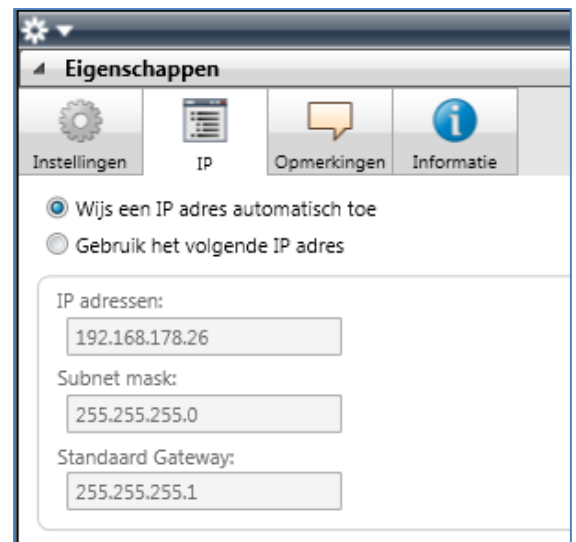 Eigenschappen
Instellingen IP Opmerkingen Informatie
Wijs een IP adres automatisch toe
Gebruik het volgende IP adres
IP adressen:
192.168.178.26
Subnet mask:
255.255.255.0
Standaard Gateway:
255.255.255.1